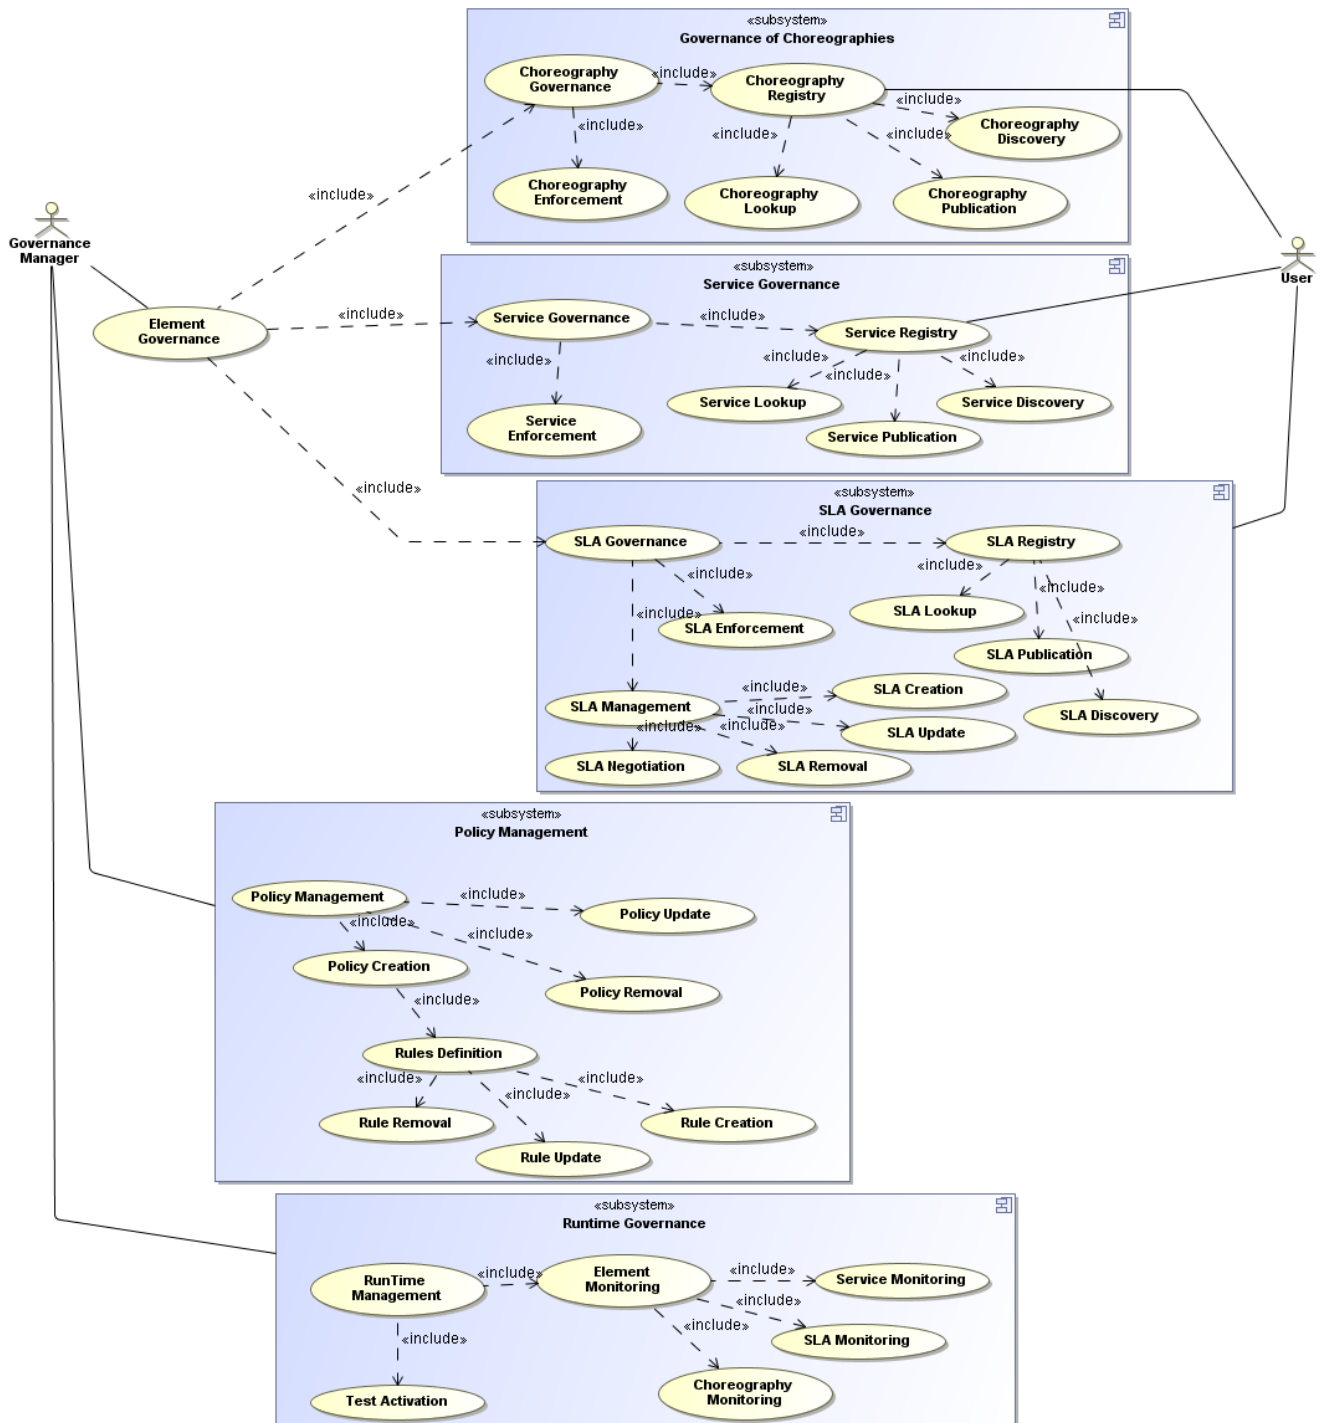 «subsystem»
Governance of Choreographies
Choreography
Governance
«include»
Choreography
Registry
«include»
Choreography
Discovery
«include»
«include»
«include»
Choreography
Enforcement
Choreography
Lookup
Choreography
Publication
«include»
Governance
Manager
User
Element
Governance
«include»
«subsystem»
Service Governance
Service Governance
«include»
Service Registry
«include»
«include»
«include»
«include»
Service Lookup
Service Discovery
Service
Enforcement
Service Publication
«include»
«subsystem»
SLA Governance
SLA Governance
«include»
SLA Registry
«include»
«include»
«include»
«include»
«include»
SLA Enforcement
SLA Lookup
SLA Publication
SLA Management
«include»
SLA Creation
«include»
SLA Update
SLA Discovery
«include»
«include»
SLA Negotiation
SLA Removal
«subsystem»
Policy Management
Policy Management
«include»
Policy Update
«include»
«include»
Policy Creation
Policy Removal
«include»
Rules Definition
«include»
«include»
«include»
Rule Removal
Rule Creation
Rule Update
«subsystem»
Runtime Governance
RunTime
Management
«include»
Element
Monitoring
«include»
Service Monitoring
«include»
«include»
«include»
SLA Monitoring
Test Activation
Choreography
Monitoring